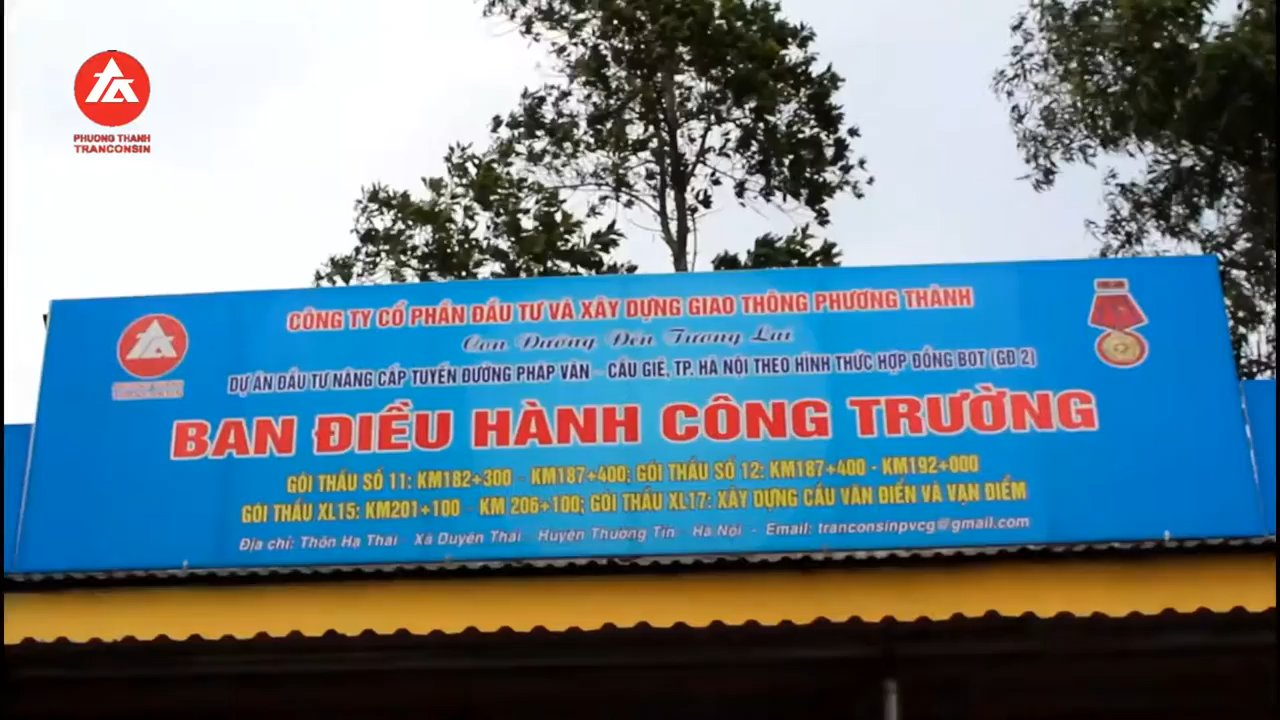 PHUONG THANH
TRANCONSIN
CÔNG TY CỔ PHẦN ĐẦU TƯ VÀ XÂY DỰNG GIAO THÔNG PHƯƠNG THÀNH
Con Đường Đến Tương Lai
DỰ ÁN ĐẦU TƯ NÂNG CẤP TUYẾN ĐƯỜNG PHÁP VÂN - CẦU GIẼ, TP. HÀ NỘI THEO HÌNH THỨC HỢP ĐỒNG BOT (GĐ 2)
BAN ĐIỀU HÀNH CÔNG TRƯỜNG
GÓI THẦU SỐ 11: KM182+300 - KM187+400; GÓI THẦU SỐ 12: KM187+400 - KM192+000
GÓI THẦU XL15: KM201+100 - KM 206+100; GÓI THẦU XL17: XÂY DỰNG CẦU VĂN ĐIỂN VÀ VẠN ĐIỂM
Địa chỉ: Thôn Hạ Thái - Xã Duyên Thái - Huyện Thường Tín - Hà Nội - Email: tranconsinpvcg@gmail.com